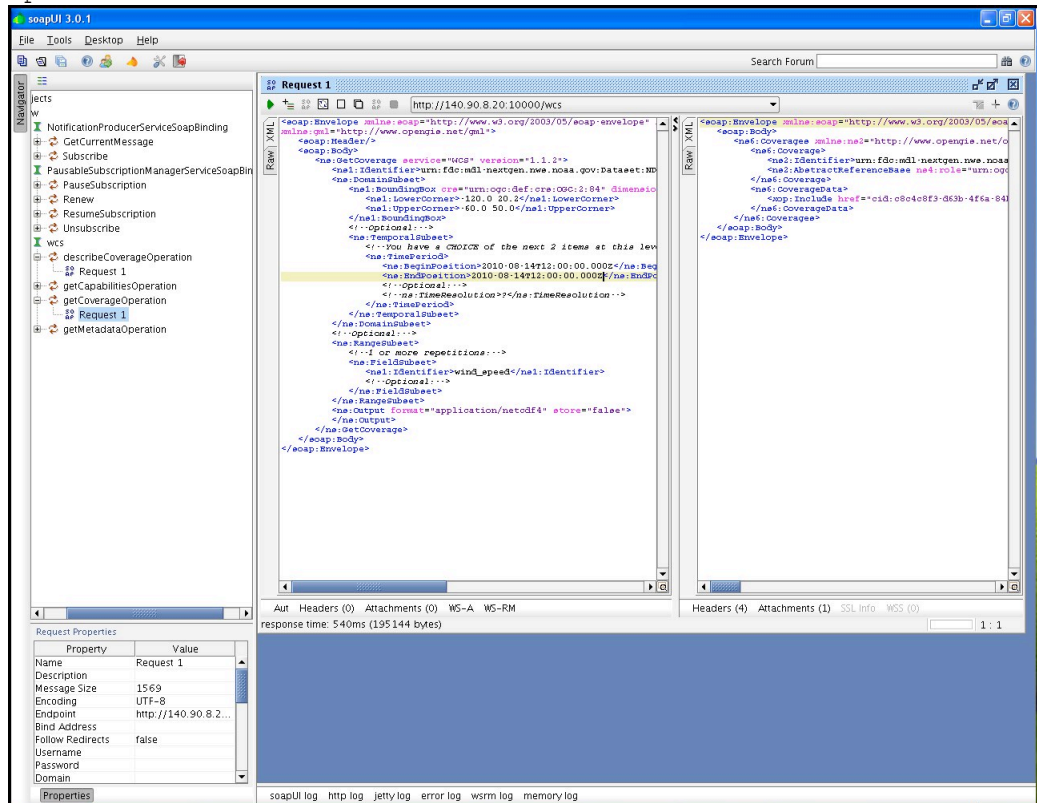 soapUI 3.0.1
File Tools Desktop Help
Search Forum
Navigator
jects
w
NotificationProducerServiceSoapBinding
GetCurrentMessage
Subscribe
PausableSubscriptionManagerServiceSoapBin
PauseSubscription
Renew
ResumeSubscription
Unsubscribe
wcs
describeCoverageOperation
Request 1
getCapabilitiesOperation
getCoverageOperation
Request 1
getMetadataOperation
Request Properties
Property Value
Name Request 1
Description
Message Size 1569
Encoding UTF-8
Endpoint http://140.90.8.2...
Bind Address
Follow Redirects false
Username
Password
Domain
Properties
Request 1
http://140.90.8.20:10000/wcs
XML
Raw
<soap:Envelope xmlns:soap="http://www.w3.org/2003/05/soap-envelope"
xmlns:gml="http://www.opengis.net/gml">
<soap:Header/>
<soap:Body>
<ns:GetCoverage service="WCS" version="1.1.2">
<ns1:Identifier>urn:fdc:mdl-nextgen.nws.noaa.gov:Dataset:ND
<ns:DomainSubset>
<ns1:BoundingBox crs="urn:ogc:def:crs:OGC:2:84" dimensio
<ns1:LowerCorner>-120.0 20.2</ns1:LowerCorner>
<ns1:UpperCorner>-60.0 50.0</ns1:UpperCorner>
</ns1:BoundingBox>
<!--Optional:-->
<ns:TemporalSubset>
<!--You have a CHOICE of the next 2 items at this lev
<ns:TimePeriod>
<ns:BeginPosition>2010-08-14T12:00:00.000Z</ns:Beg
<ns:EndPosition>2010-08-14T12:00:00.000Z</ns:EndPo
<!--Optional:-->
<!--ns:TimeResolution>?</ns:TimeResolution-->
</ns:TimePeriod>
</ns:TemporalSubset>
</ns:DomainSubset>
<!--Optional:-->
<ns:RangeSubset>
<!--1 or more repetitions:-->
<ns:FieldSubset>
<ns1:Identifier>wind_speed</ns1:Identifier>
<!--Optional:-->
</ns:FieldSubset>
</ns:RangeSubset>
<ns:Output format="application/netcdf4" store="false">
</ns:Output>
</ns:GetCoverage>
</soap:Body>
</soap:Envelope>
Aut Headers (0) Attachments (0) WS-A WS-RM
response time: 540ms (195144 bytes)
XML
Raw
<soap:Envelope xmlns:soap="http://www.w3.org/2003/05/soa
<soap:Body>
<ns6:Coverages xmlns:ns2="http://www.opengis.net/o
<ns6:Coverage>
<ns2:Identifier>urn:fdc:mdl-nextgen.nws.noaa
<ns2:AbstractReferenceBase ns4:role="urn:ogc
</ns6:Coverage>
<ns6:CoverageData>
<xop:Include href="cid:c8c4c8f3-d63b-4f6a-84
</ns6:CoverageData>
</ns6:Coverages>
</soap:Body>
</soap:Envelope>
Headers (4) Attachments (1) SSL Info WSS (0)
1 : 1
soapUI log http log jetty log error log wsrm log memory log